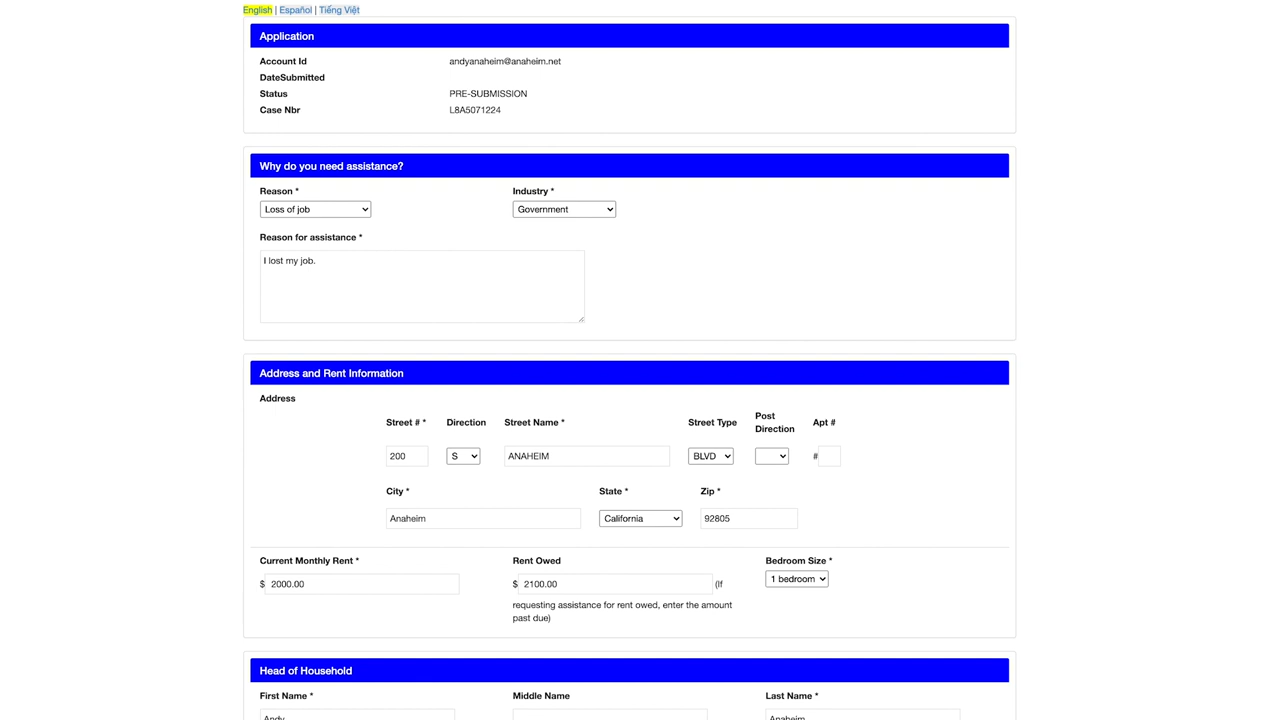 English | Español | Tiếng Việt
Application
Account Id andyanaheim@anaheim.net
DateSubmitted
Status PRE-SUBMISSION
Case Nbr L8A5071224
Why do you need assistance?
Reason * Industry *
Loss of job Government
Reason for assistance *
I lost my job.
Address and Rent Information
Address
Street # * Direction Street Name * Street Type Post Direction Apt #
200 S ANAHEIM BLVD #
City * State * Zip *
Anaheim California 92805
Current Monthly Rent * Rent Owed Bedroom Size *
$ 2000.00 $ 2100.00 (If 1 bedroom
requesting assistance for rent owed, enter the amount
past due)
Head of Household
First Name * Middle Name Last Name *
Andy Anaheim